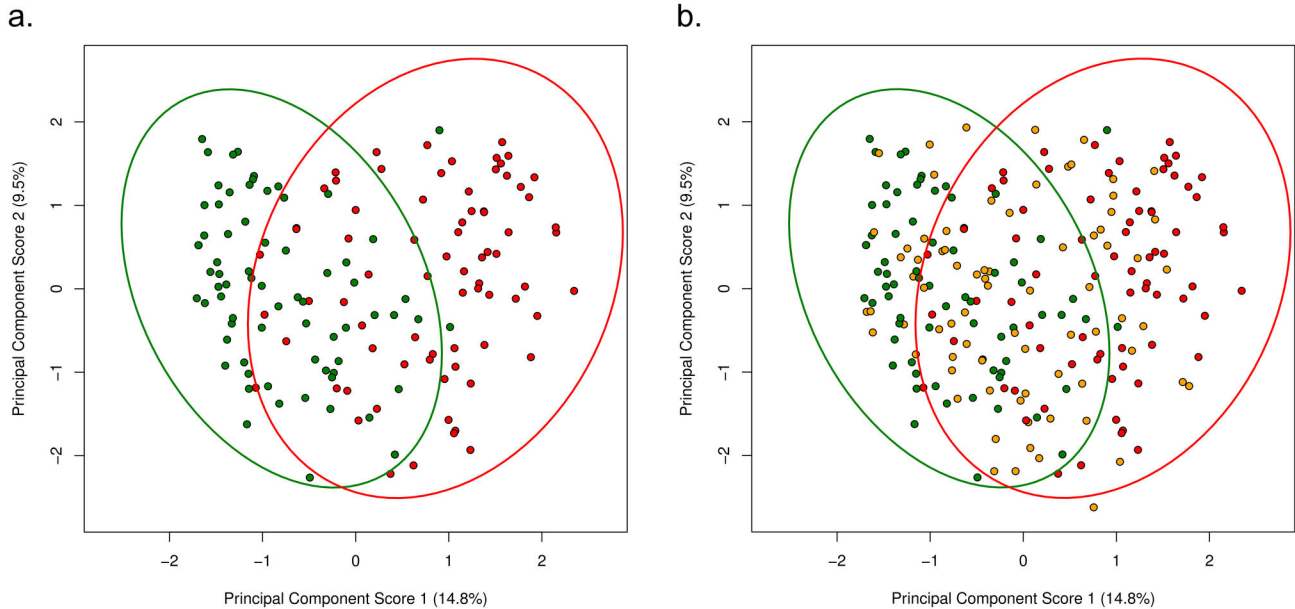 a.
b.
Principal Component Score 2 (9.5%)
2
1
0
−1
−2
−2 −1 0 1 2
Principal Component Score 1 (14.8%)
Principal Component Score 2 (9.5%)
2
1
0
−1
−2
−2 −1 0 1 2
Principal Component Score 1 (14.8%)